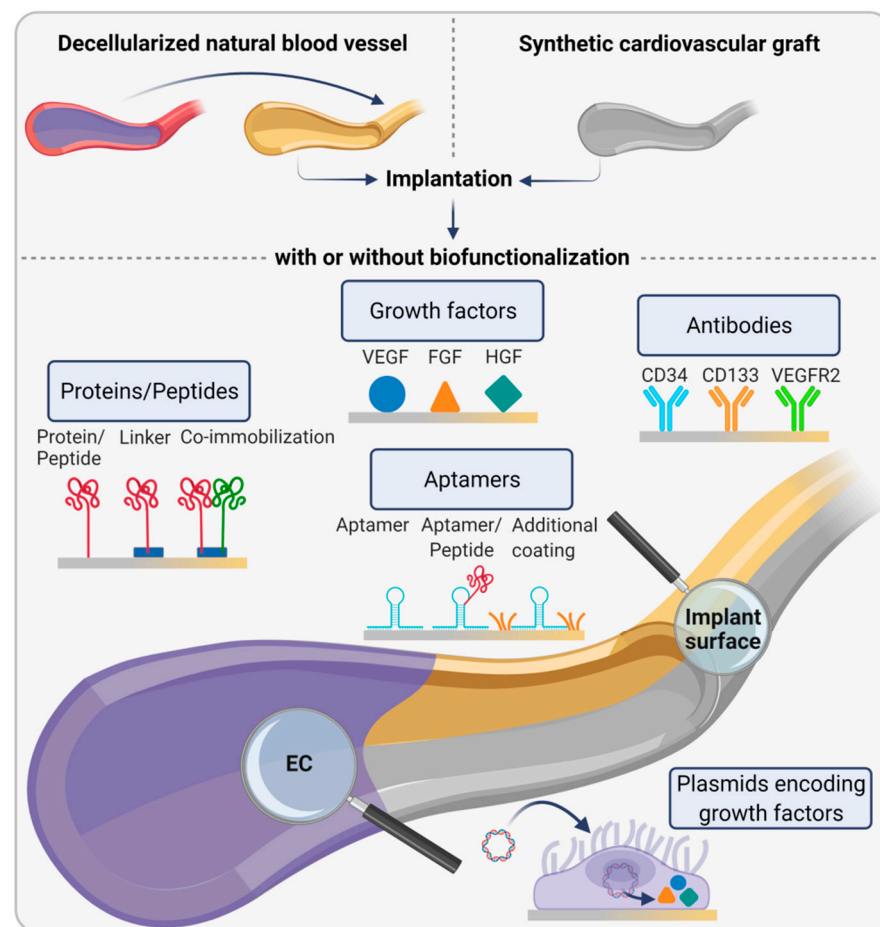 Decellularized natural blood vessel
Synthetic cardiovascular graft
Implantation
with or without biofunctionalization
Growth factors
VEGF FGF HGF
Antibodies
CD34 CD133 VEGFR2
Proteins/Peptides
Protein/
Peptide
Linker
Co-immobilization
Aptamers
Aptamer
Aptamer/
Peptide
Additional
coating
Implant
surface
EC
Plasmids encoding
growth factors